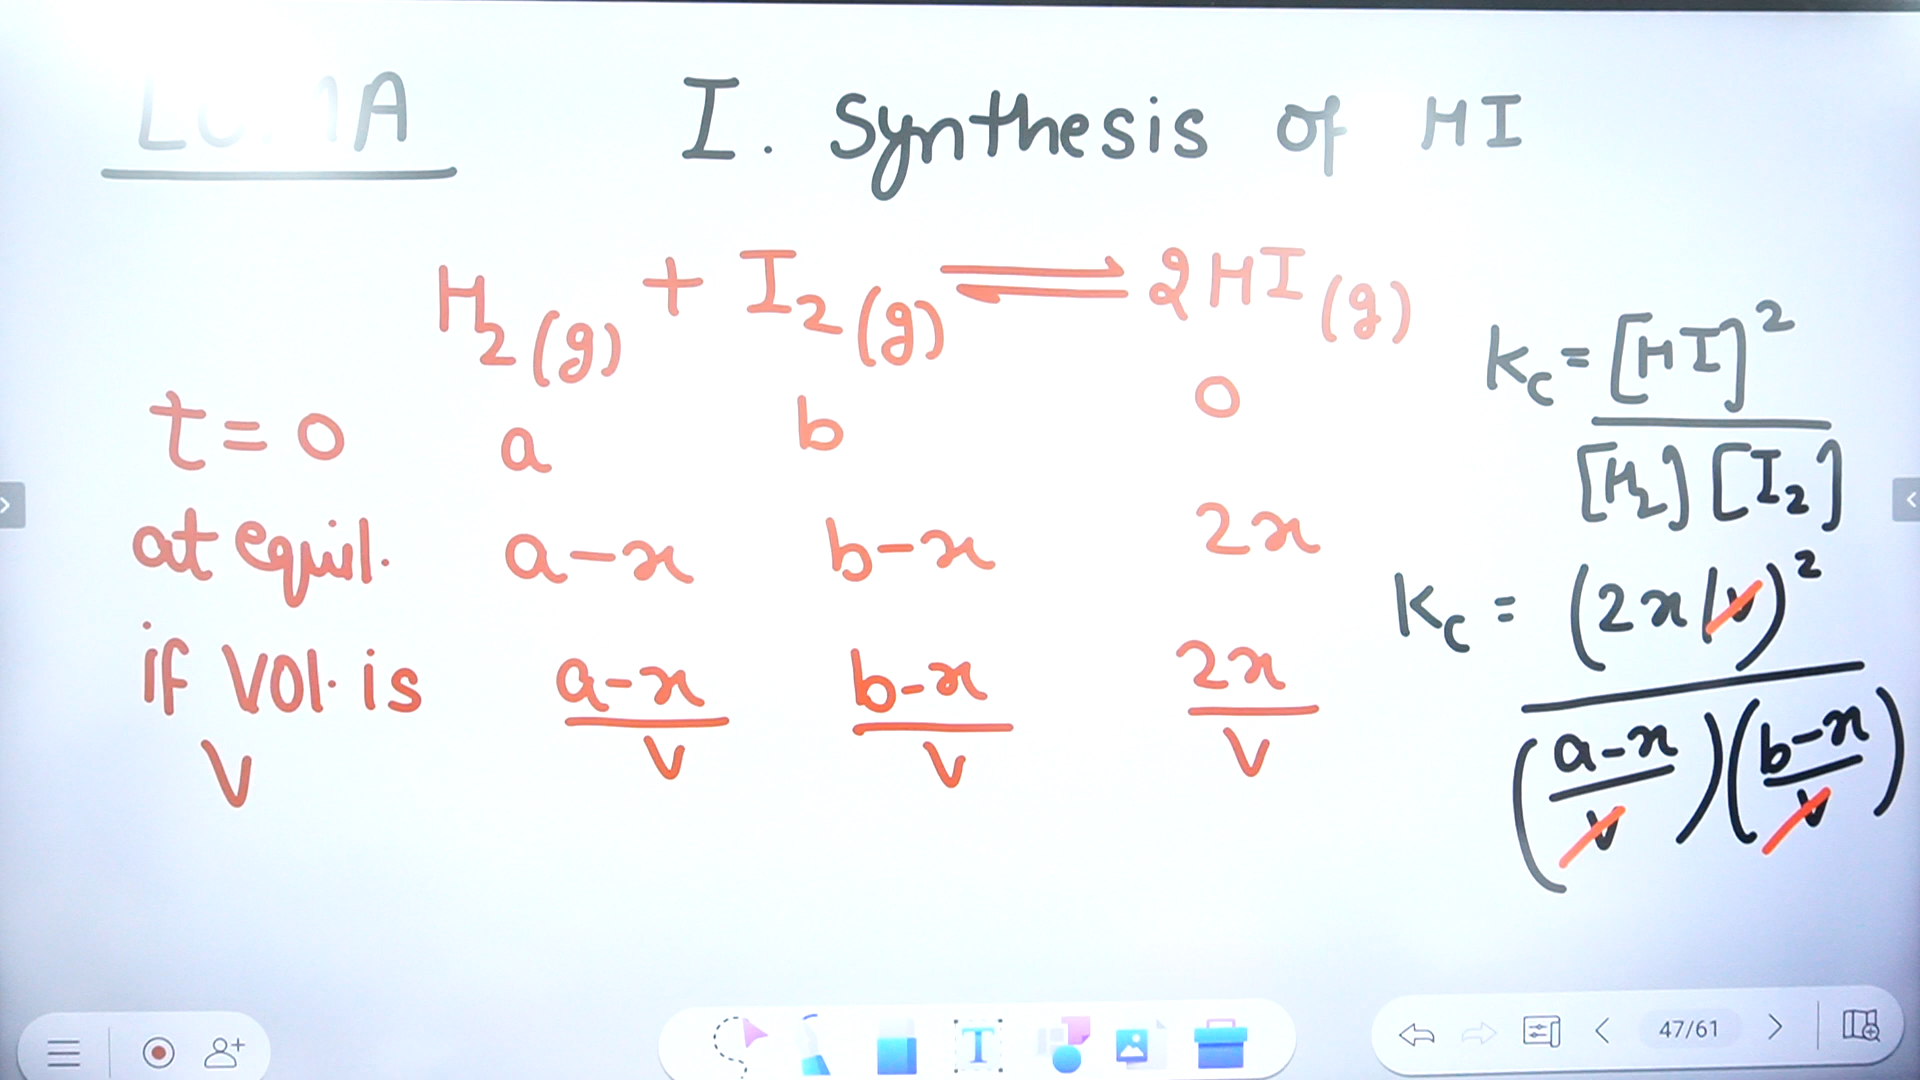 I. Synthesis of HI
H₂(g) + I₂(g) ⇌ 2HI(g)
t = 0 a b 0
at equil. a-x b-x 2x
if vol. is V (a-x)/V (b-x)/V 2x/V
Kc = [HI]² / [H₂] [I₂]
Kc = (2x/V)² / ((a-x)/V)((b-x)/V)
T
47/61